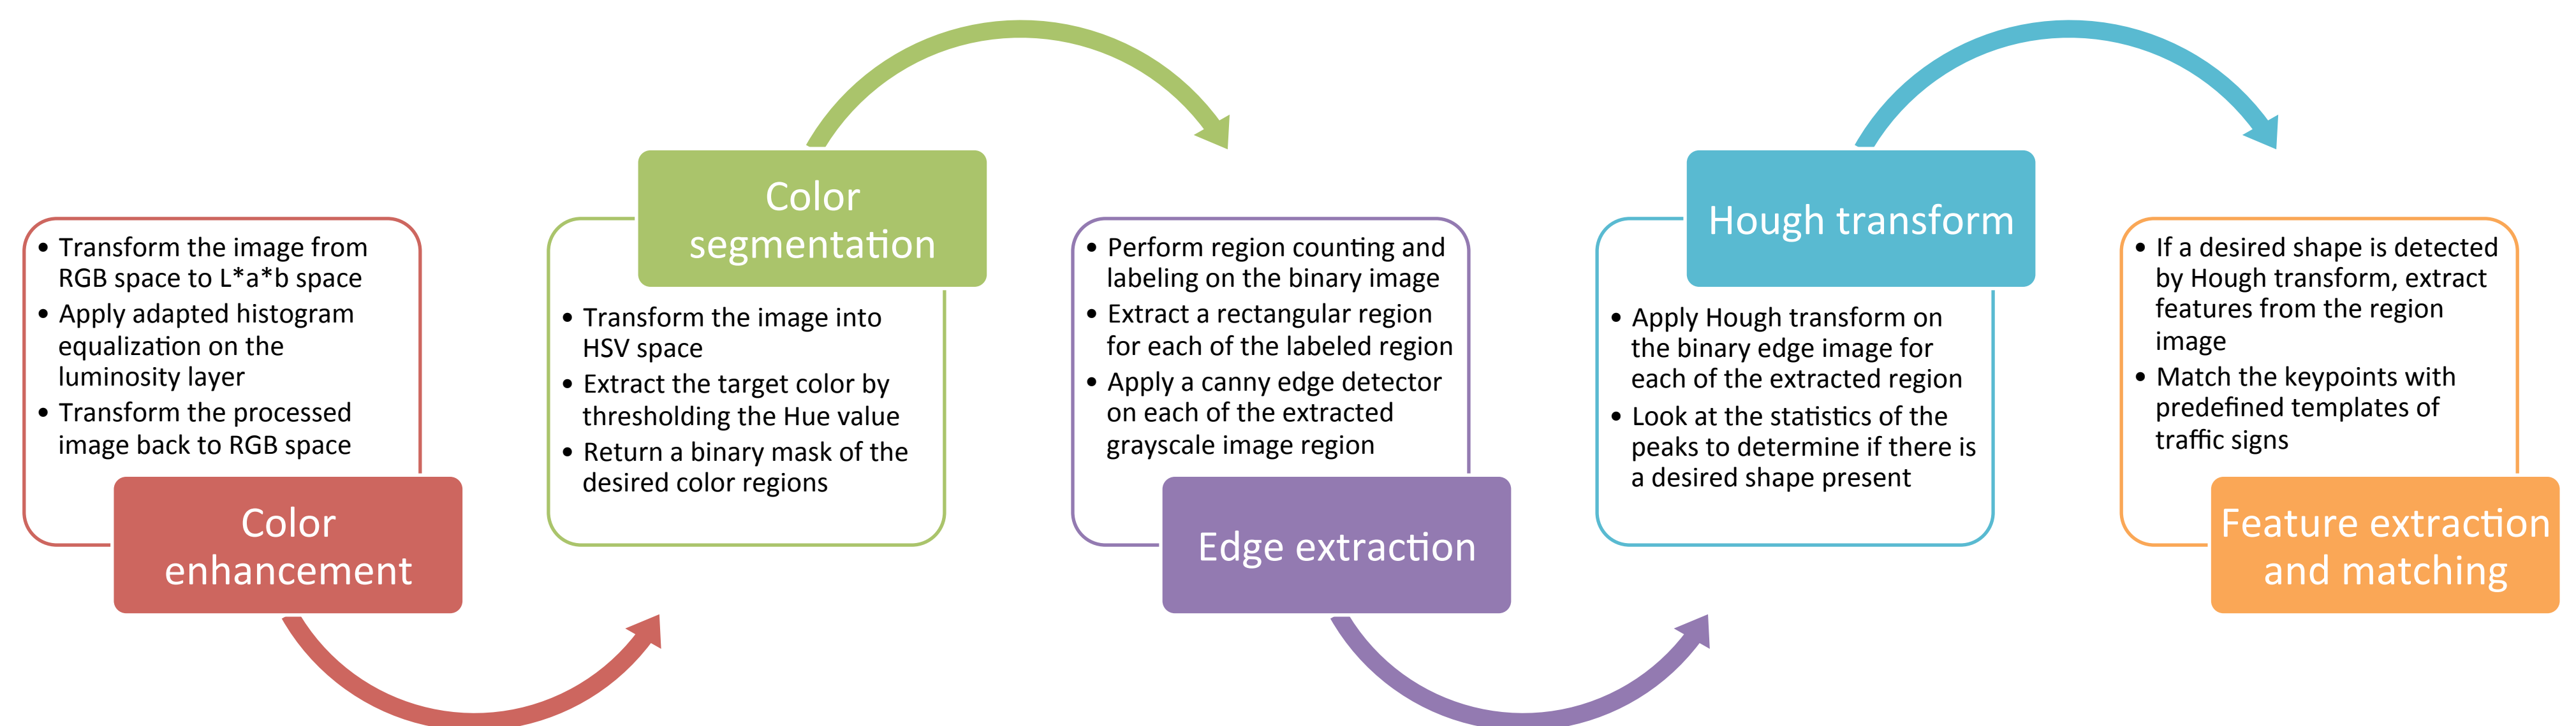 • Transform the image from
RGB space to L*a*b space
• Apply adapted histogram
equalization on the
luminosity layer
• Transform the processed
image back to RGB space
Color
enhancement
Color
segmentation
• Transform the image into
HSV space
• Extract the target color by
thresholding the Hue value
• Return a binary mask of the
desired color regions
• Perform region counting and
labeling on the binary image
• Extract a rectangular region
for each of the labeled region
• Apply a canny edge detector
on each of the extracted
grayscale image region
Edge extraction
Hough transform
• Apply Hough transform on
the binary edge image for
each of the extracted region
• Look at the statistics of the
peaks to determine if there is
a desired shape present
• If a desired shape is detected
by Hough transform, extract
features from the region
image
• Match the keypoints with
predefined templates of
traffic signs
Feature extraction
and matching